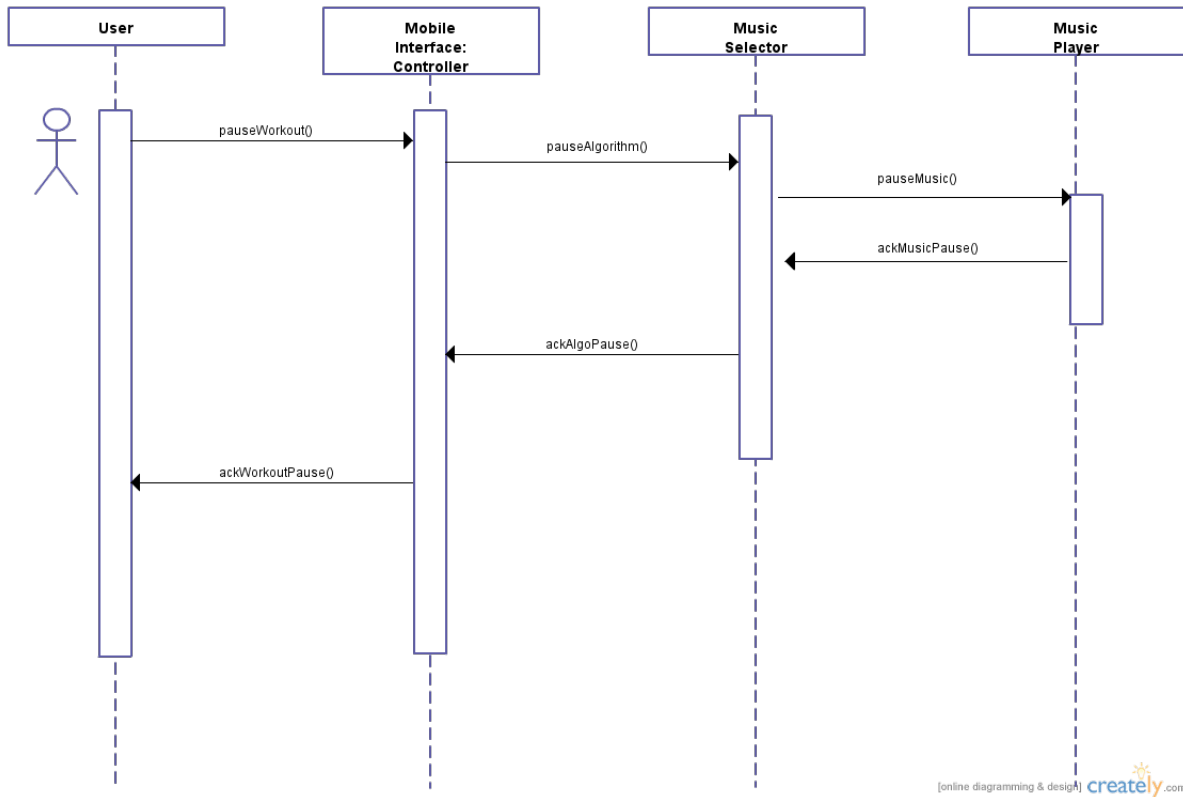 User
Mobile
Interface:
Controller
Music
Selector
Music
Player
pauseWorkout()
pauseAlgorithm()
pauseMusic()
ackMusicPause()
ackAlgoPause()
ackWorkoutPause()
[online diagramming & design] creately.com